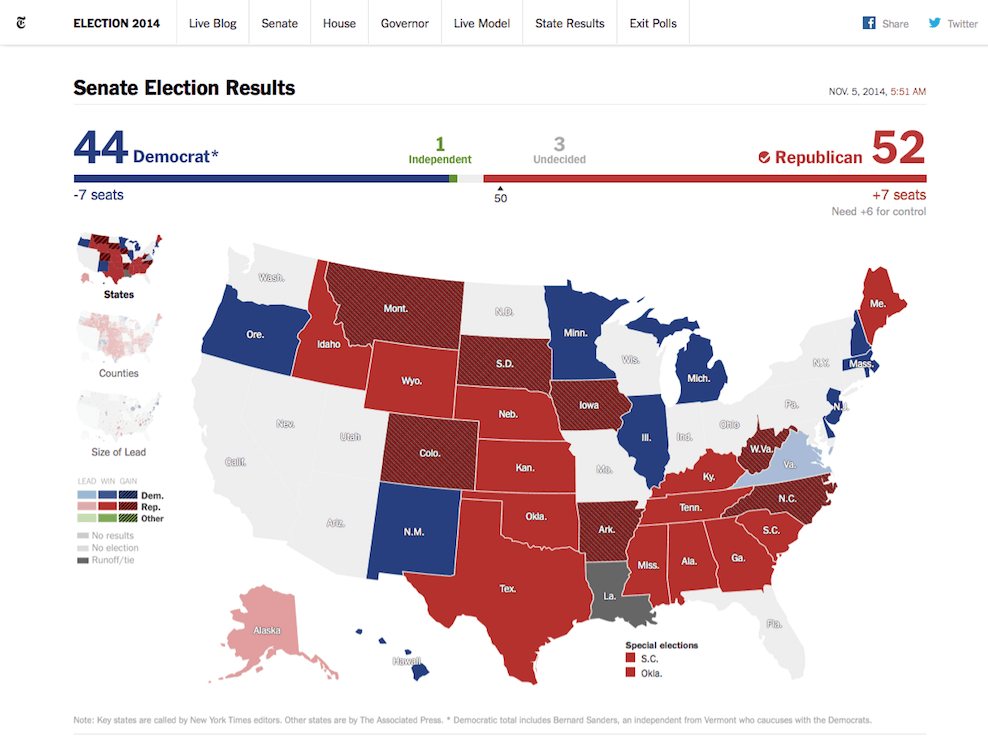 ELECTION 2014 Live Blog Senate House Governor Live Model State Results Exit Polls Share Twitter
Senate Election Results
NOV. 5, 2014, 5:51 AM
44 Democrat*
1
Independent
3
Undecided
Republican 52
-7 seats
50
+7 seats
Need +6 for control
States
Counties
Size of Lead
LEAD WIN GAIN
Dem.
Rep.
Other
No results
No election
Runoff/tie
Wash.
Mont.
N.D.
Minn.
Me.
Ore.
Idaho
S.D.
Wis.
Mich.
N.Y.
Mass.
Wyo.
Iowa
Neb.
Pa.
N.J.
Nev.
Utah
Colo.
Ill.
Ind.
Ohio
Calif.
Kan.
Mo.
Ky.
W.Va.
Va.
Ariz.
N.M.
Okla.
Ark.
Tenn.
N.C.
S.C.
Tex.
La.
Miss.
Ala.
Ga.
Fla.
Alaska
Hawaii
Special elections
S.C.
Okla.
Note: Key states are called by New York Times editors. Other states are by The Associated Press. * Democratic total includes Bernard Sanders, an independent from Vermont who caucuses with the Democrats.